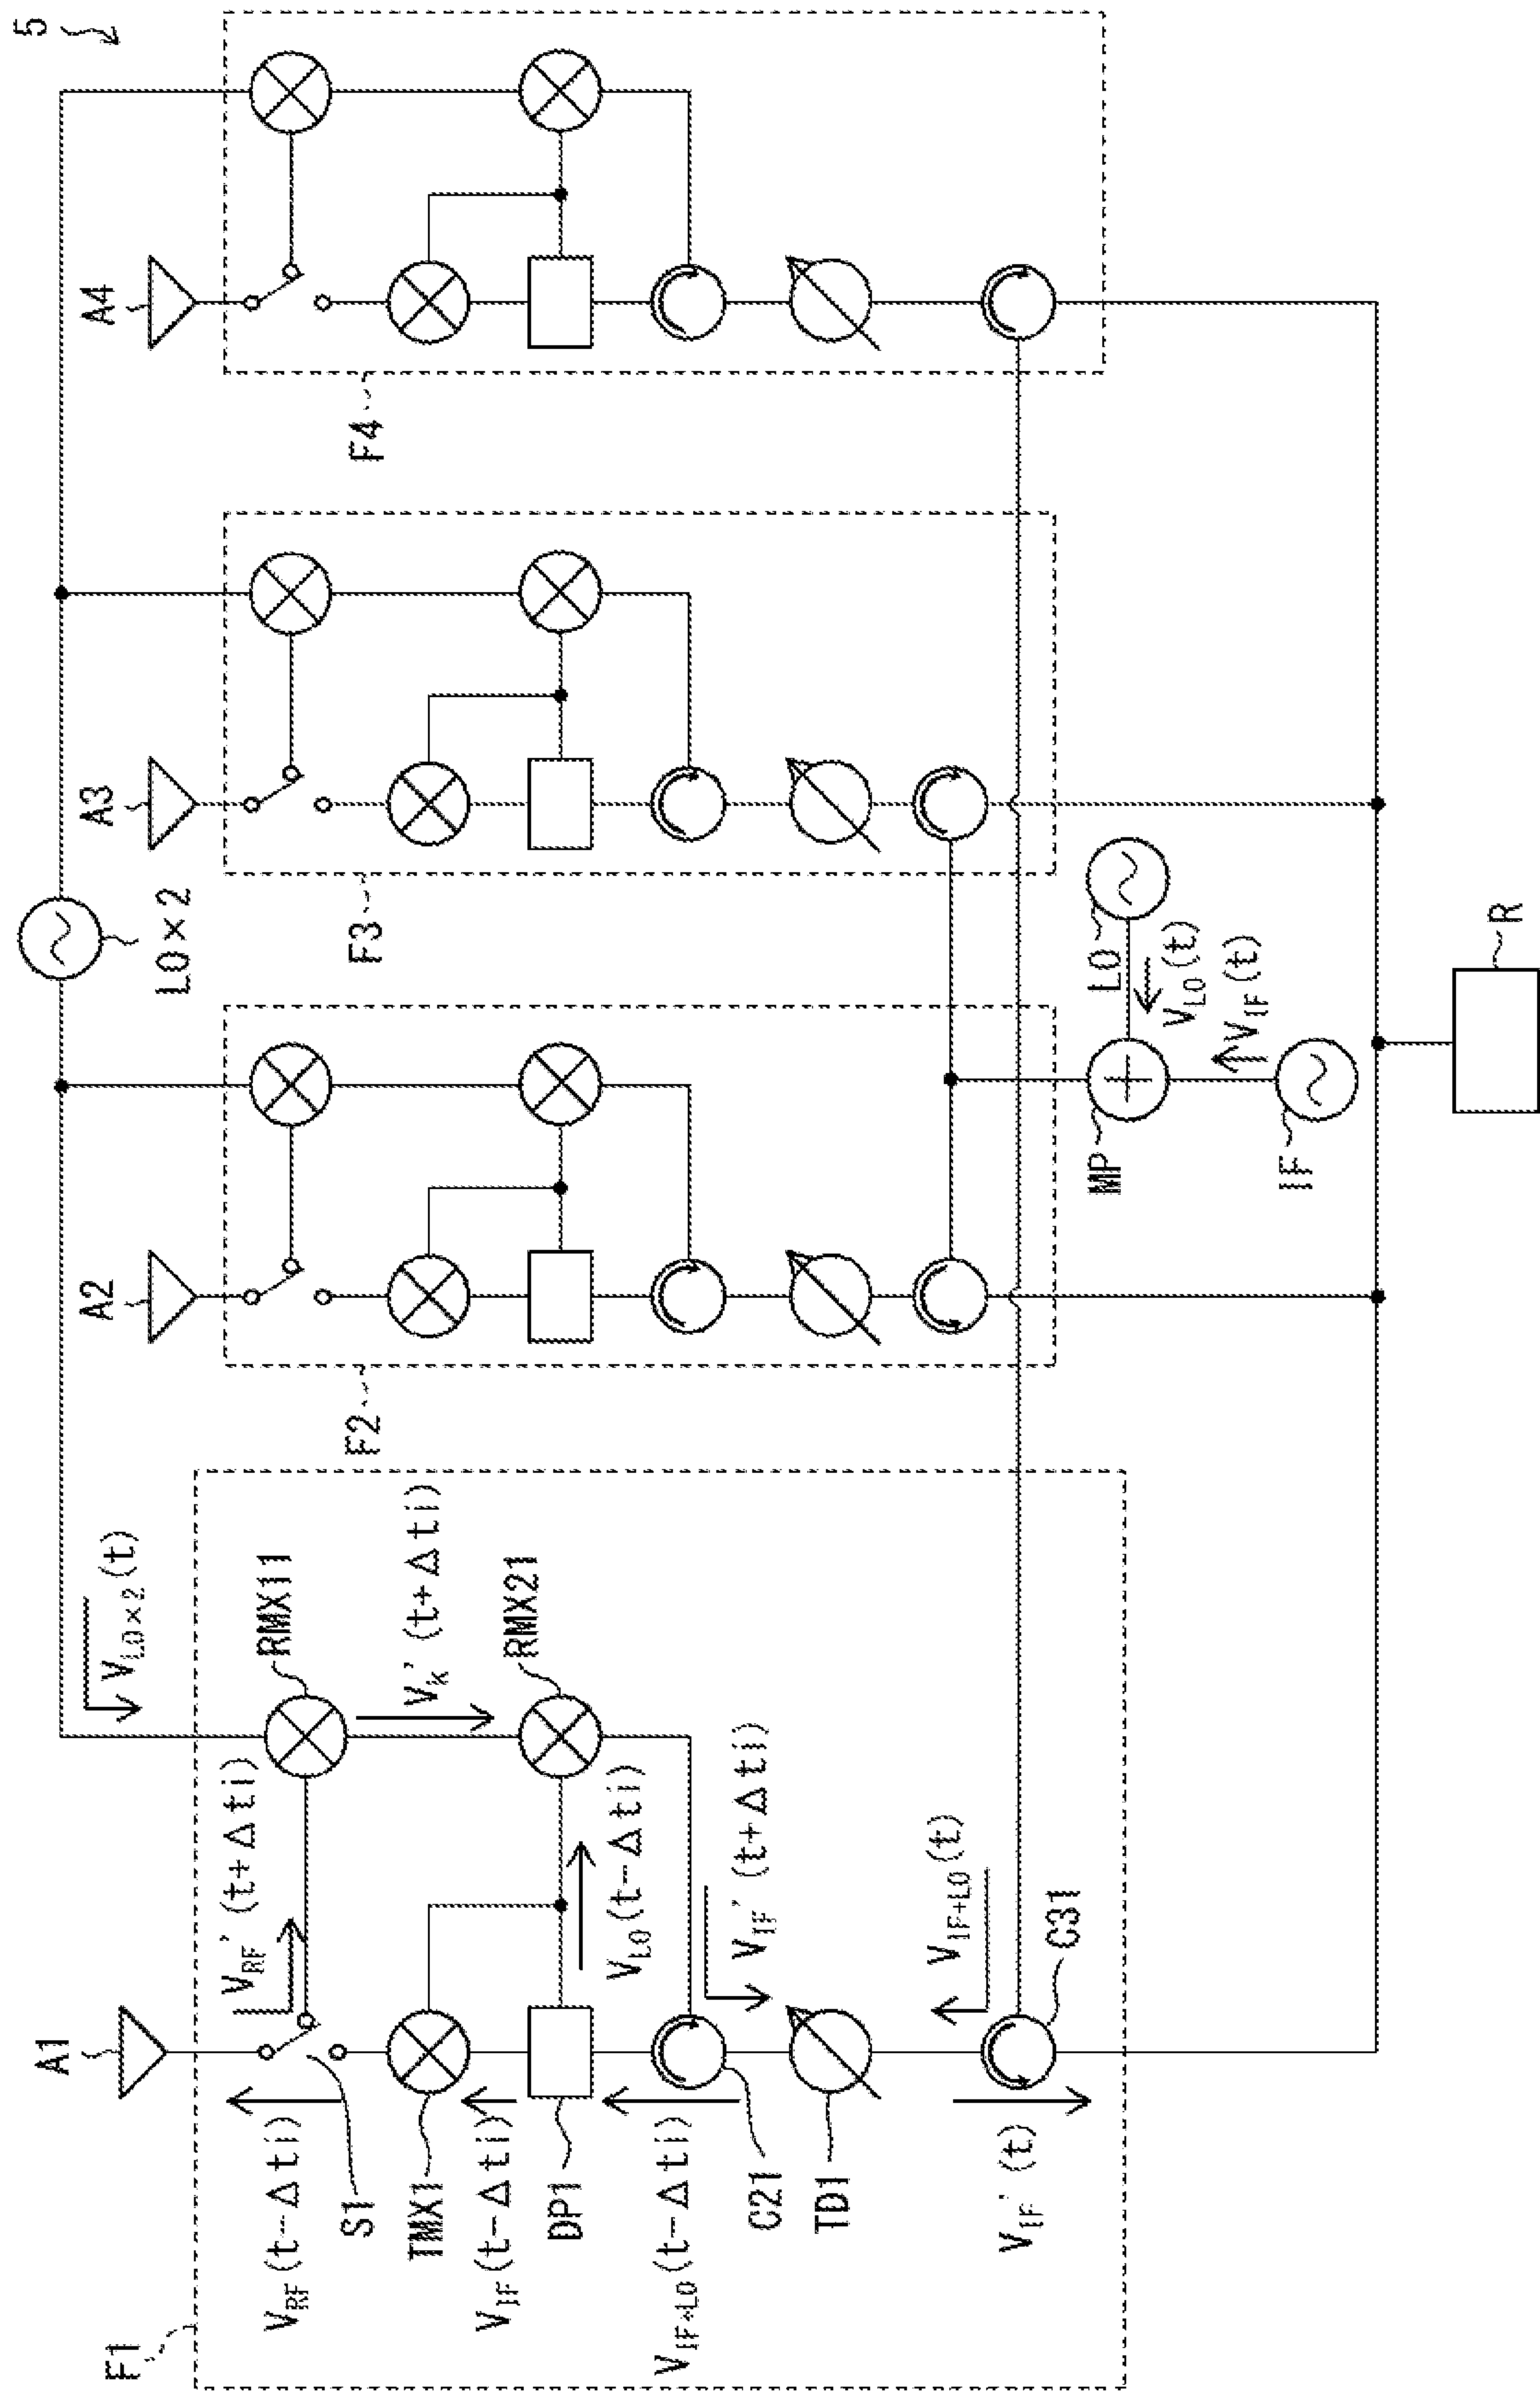 5
LO×2
V_LO×2(t)
A1
A2
A3
A4
F1
F2
F3
F4
V_RF(t-Δti)
V_RF'(t+Δti)
RMX11
S1
V_k'(t+Δti)
TMX1
V_IF(t-Δti)
RMX21
DP1
V_LO(t-Δti)
V_IF+LO(t-Δti)
C21
V_IF'(t+Δti)
TD1
V_IF+LO(t)
V_IF'(t)
C31
MP
LO
V_LO(t)
V_IF(t)
IF
R